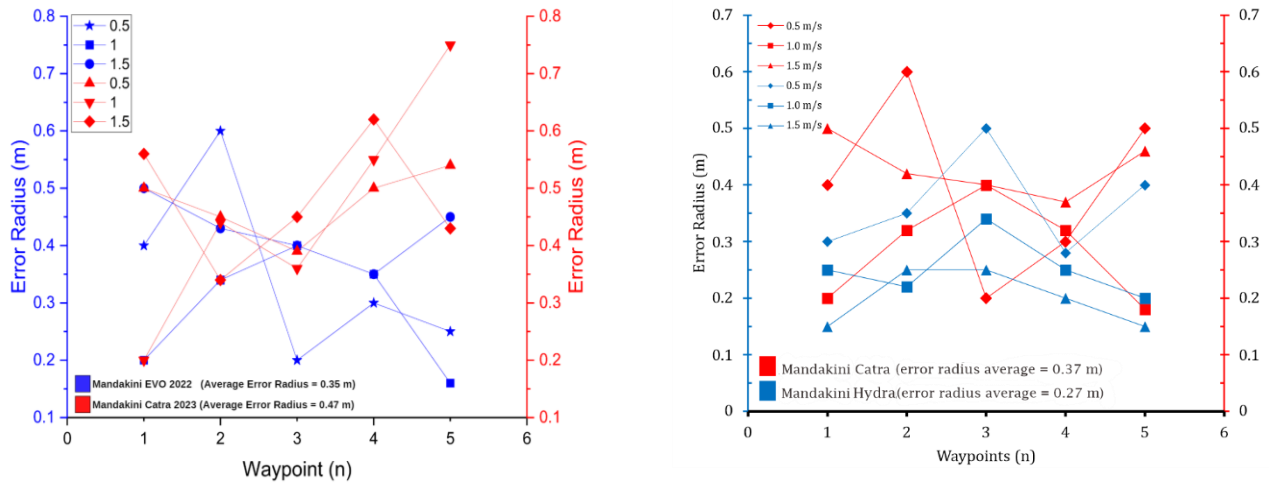 0.8
0.7
0.6
0.5
0.4
0.3
0.2
0.1
Error Radius (m)
0.5
1
1.5
0.5
1
1.5
Mandakini EVO 2022 (Average Error Radius = 0.35 m)
Mandakini Catra 2023 (Average Error Radius = 0.47 m)
0.8
0.7
0.6
0.5
0.4
0.3
0.2
0.1
Error Radius (m)
0 1 2 3 4 5 6
Waypoint (n)
0.7
0.6
0.5
0.4
0.3
0.2
0.1
0
Error Radius (m)
0.5 m/s
1.0 m/s
1.5 m/s
0.5 m/s
1.0 m/s
1.5 m/s
Mandakini Catra (error radius average = 0.37 m)
Mandakini Hydra(error radius average = 0.27 m)
0.7
0.6
0.5
0.4
0.3
0.2
0.1
0
0 1 2 3 4 5 6
Waypoints (n)